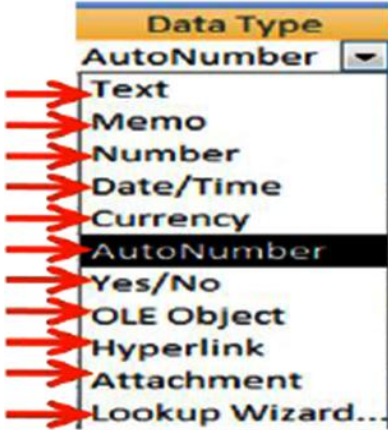 Data Type
AutoNumber
Text
Memo
Number
Date/Time
Currency
AutoNumber
Yes/No
OLE Object
Hyperlink
Attachment
Lookup Wizard...